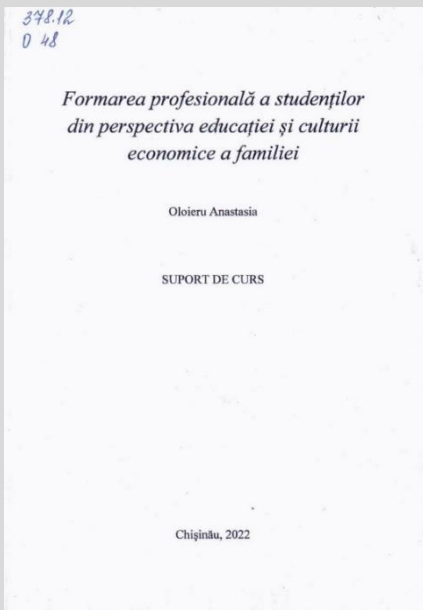 378.12
O 48
Formarea profesională a studenților
din perspectiva educației și culturii
economice a familiei
Oloieru Anastasia
SUPORT DE CURS
Chișinău, 2022